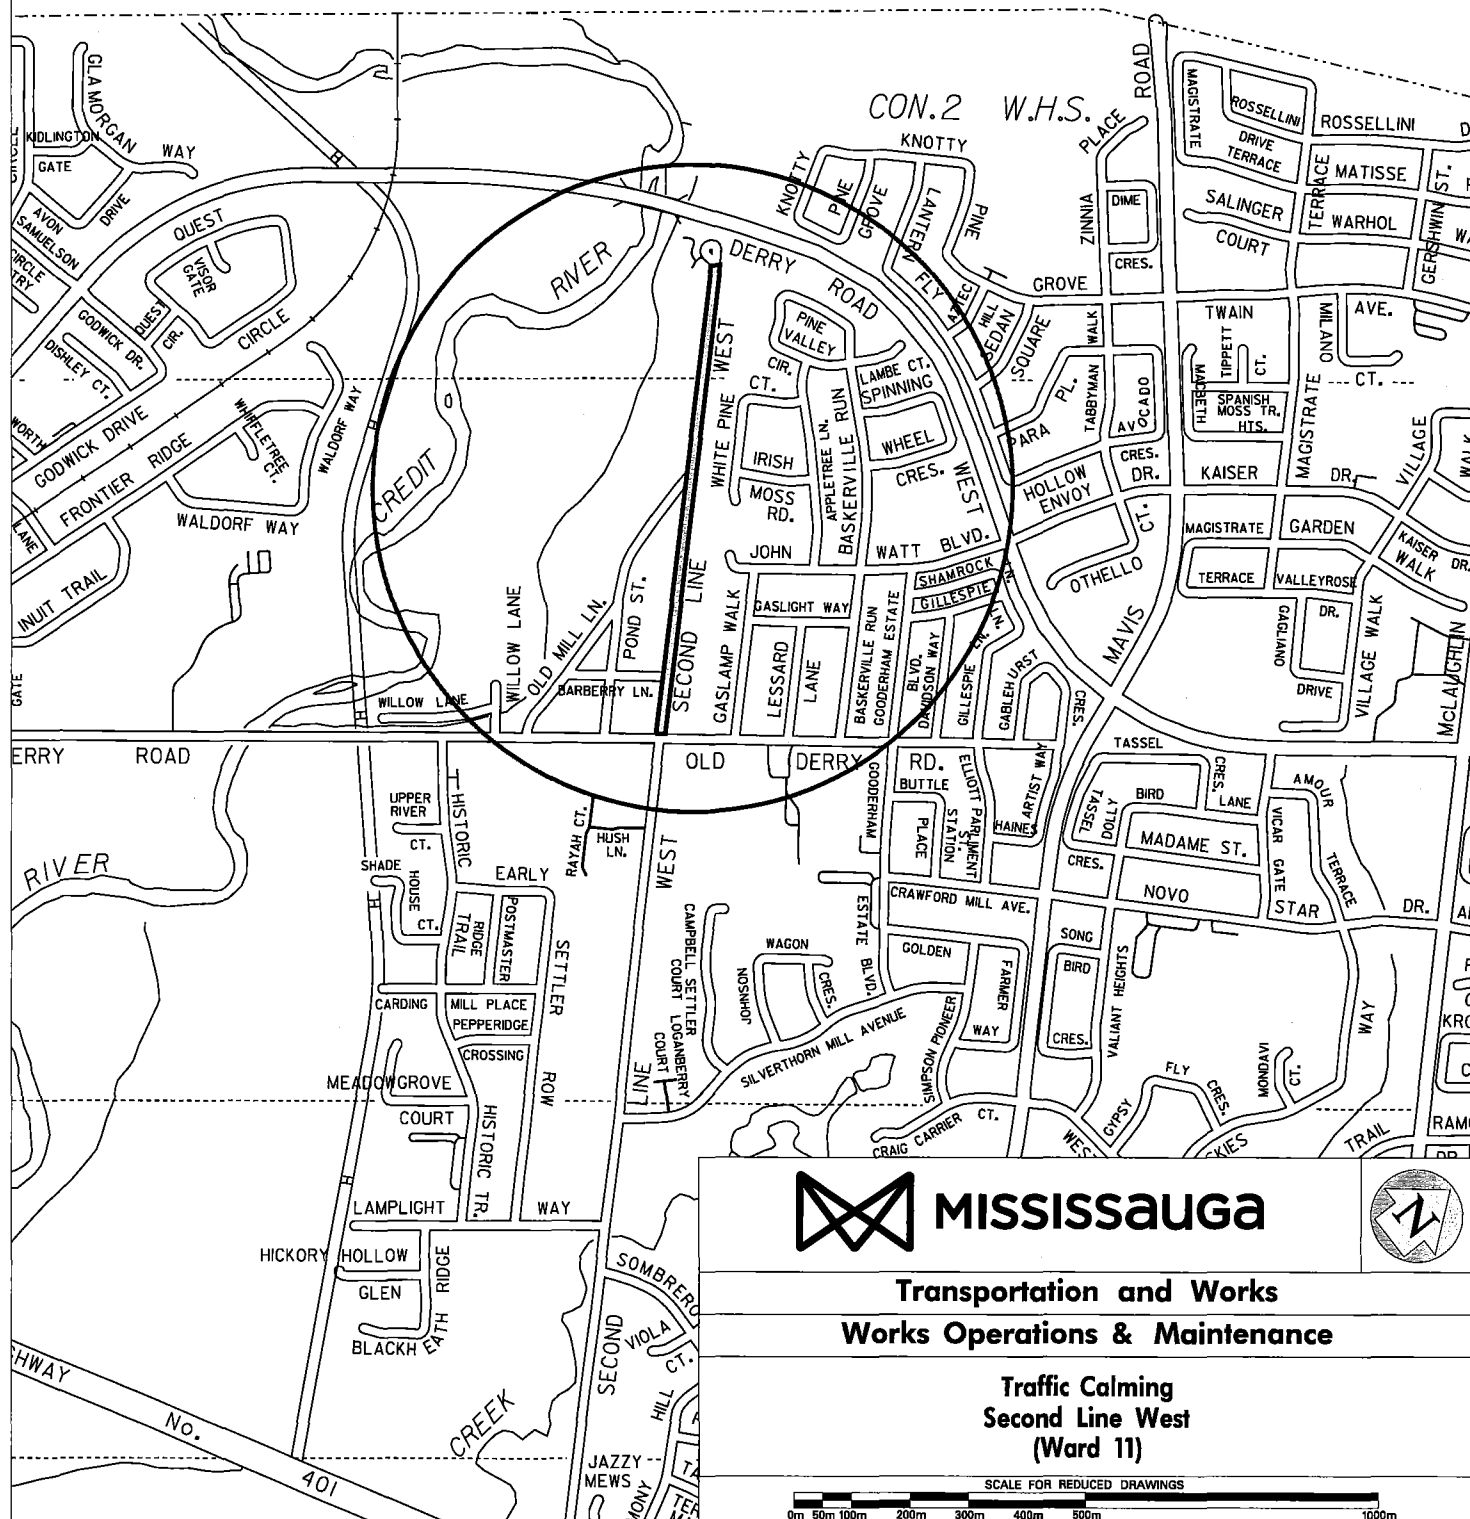 CON.2 W.H.S.
ROAD
PLACE
KNOTTY
KNOTTY
PINE
GROVE
LANTERN
FLY
PINE
ZINNIA
DIME
CRES.
MAGISTRATE
ROSSELLINI
ROSSELLINI
DRIVE
TERRACE
TERRACE
MATISSE
ST.
SALINGER
COURT
WARHOL
GERSHWIN
GLAMORGAN
WAY
KIDLINGTON
GATE
DRIVE
AVON
SAMUELSON
CIRCLE
QUEST
VISOR
GATE
QUEST
CIR.
CIRCLE
GODWICK DR.
DISHLEY CT.
GODWICK DRIVE
FRONTIER RIDGE
WHIFFLETREE
CT.
WALDORF WAY
WALDORF WAY
LANE
INUIT TRAIL
GATE
RIVER
CREDIT
DERRY
ROAD
WEST
WHITE PINE
WEST
PINE
VALLEY
CIR.
CT.
LAMBE CT.
SPINNING
WHEEL
CRES.
IRISH
MOSS
RD.
APPLETREE LN.
BASKERVILLE RUN
AZTEC
HILL
SEDAN
SQUARE
GROVE
WALK
TABBYMAN
PARA
PL.
AVOCADO
CRES.
DR.
HOLLOW
ENVOY
CT.
OTHELLO
TWAIN
AVE.
MILANO
CT.
TIPPETT
CT.
MACBETH
SPANISH
MOSS TR.
HTS.
MAGISTRATE
KAISER
DR.
VILLAGE
WALK
MAGISTRATE
GARDEN
KAISER
DR.
WALK
TERRACE
VALLEYROSE
DR.
GAGLIANO
DRIVE
VILLAGE WALK
McLAUGHLIN
MAVIS
JOHN
WATT
BLVD.
SHAMROCK
LN.
GILLESPIE
LN.
GASLIGHT WAY
GASLAMP WALK
LESSARD
LANE
BASKERVILLE RUN
GOODERHAM ESTATE
BLVD.
DAVIDSON WAY
GILLESPIE
LN.
GABLEHURST
CRES.
SECOND LINE
POND ST.
OLD MILL LN.
WILLOW LANE
WILLOW LANE
BARBERRY LN.
ROAD
OLD
DERRY
RD.
GOODERHAM
BUTTLE
PLACE
STATION
ST.
ELLIOTT PARLIMENT
ARTIST WAY
HAINES
TASSEL
CRES.
TASSEL
DOLLY
BIRD
LANE
MADAME ST.
CRES.
VICAR GATE
AMOUR
TERRACE
NOVO
STAR
DR.
RIVER
UPPER
RIVER
CT.
HISTORIC
SHADE
HOUSE
CT.
EARLY
RIDGE
TRAIL
POSTMASTER
SETTLER
ROW
RAYAH CT.
HUSH
LN.
WEST
LINE
CAMPBELL SETTLER
COURT
LOGANBERRY
COURT
JOHNSON
WAGON
CRES.
ESTATE
BLVD.
CRAWFORD MILL AVE.
GOLDEN
FARMER
WAY
SILVERTHORN MILL AVENUE
SIMPSON PIONEER
SONG
BIRD
CRES.
VALIANT HEIGHTS
CARDING
MILL PLACE
PEPPERIDGE
CROSSING
MEADOWGROVE
COURT
HISTORIC TR.
CRAIG CARRIER
CT.
GYPSY
FLY
CRES.
MONDAVI
CT.
WAY
TRAIL
LAMPLIGHT
WAY
HICKORY HOLLOW
GLEN
RIDGE
BLACKHEATH
SOMBRERO
VIOLA
CT.
SECOND
HILL
JAZZY
MEWS
CREEK
No.
401
MISSISSAUGA
N
Transportation and Works
Works Operations & Maintenance
Traffic Calming
Second Line West
(Ward 11)
SCALE FOR REDUCED DRAWINGS
0m 50m 100m 200m 300m 400m 500m 1000m